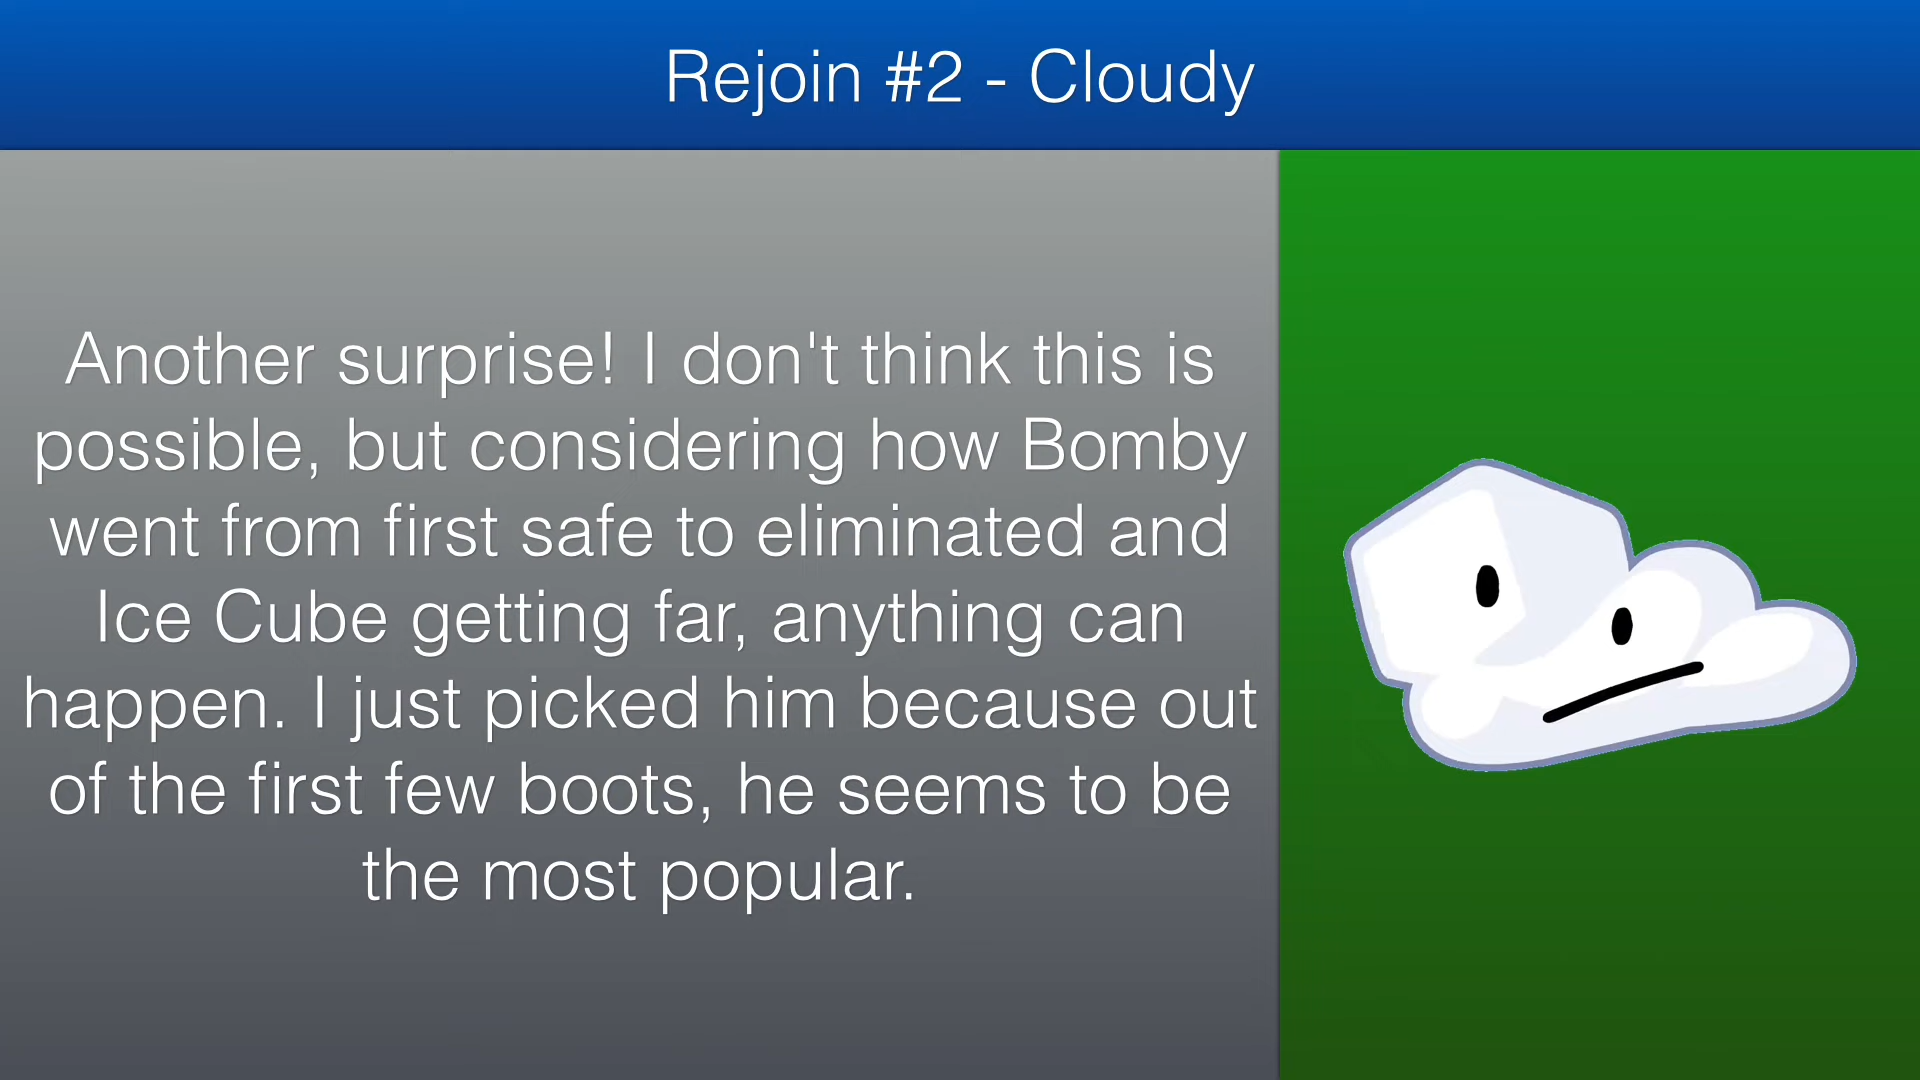 Rejoin #2 - Cloudy
Another surprise! I don't think this is
possible, but considering how Bomby
went from first safe to eliminated and
Ice Cube getting far, anything can
happen. I just picked him because out
of the first few boots, he seems to be
the most popular.